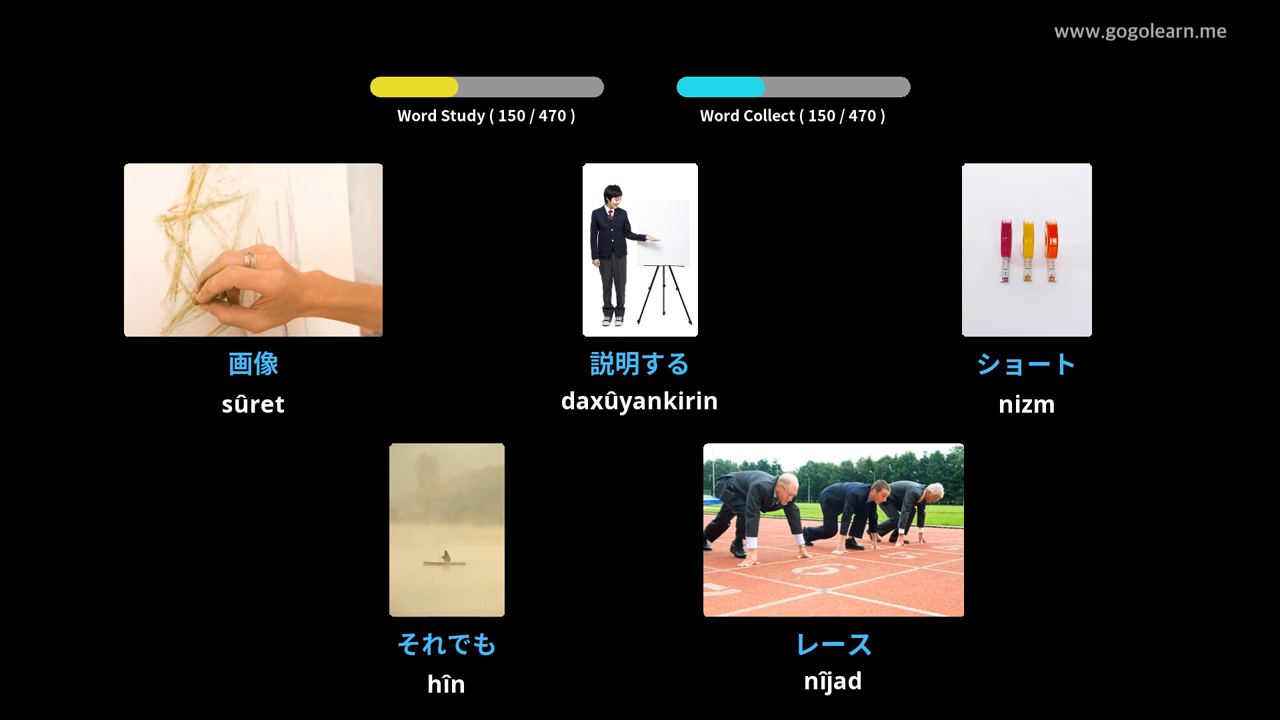 www.gogolearn.me
Word Study ( 150 / 470 )
Word Collect ( 150 / 470 )
画像
sûret
説明する
daxûyankirin
ショート
nizm
それでも
hîn
レース
nîjad